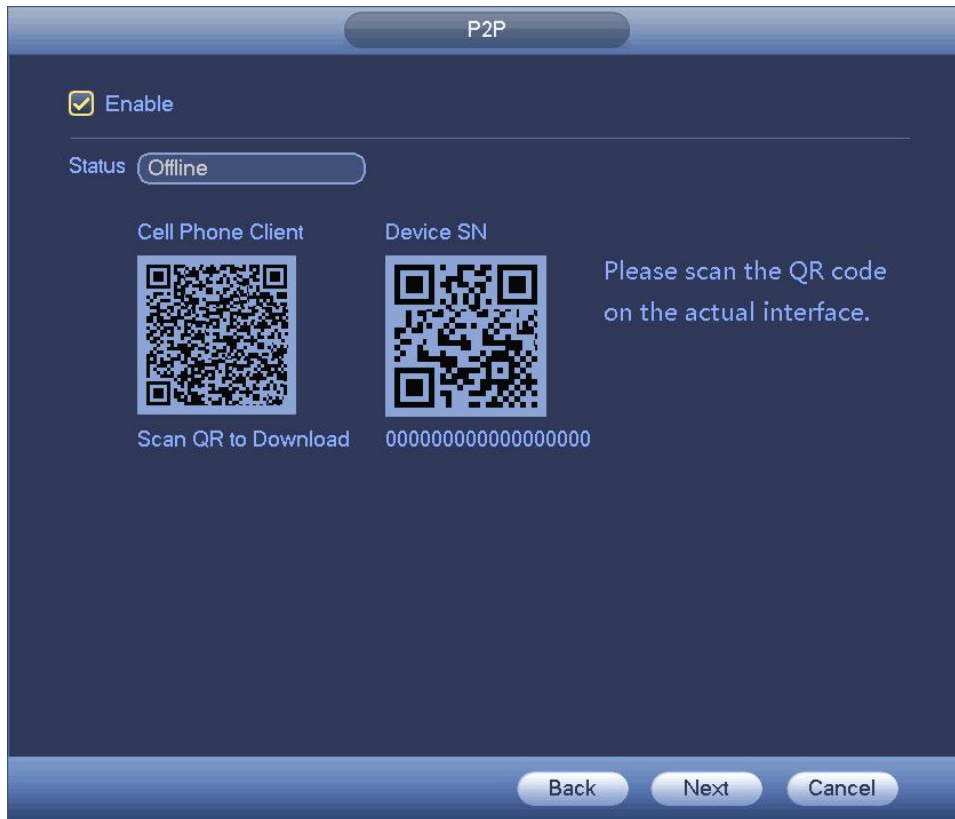 P2P
Enable
Status Offline
Cell Phone Client
Device SN
Please scan the QR code
on the actual interface.
Scan QR to Download
000000000000000000
Back
Next
Cancel